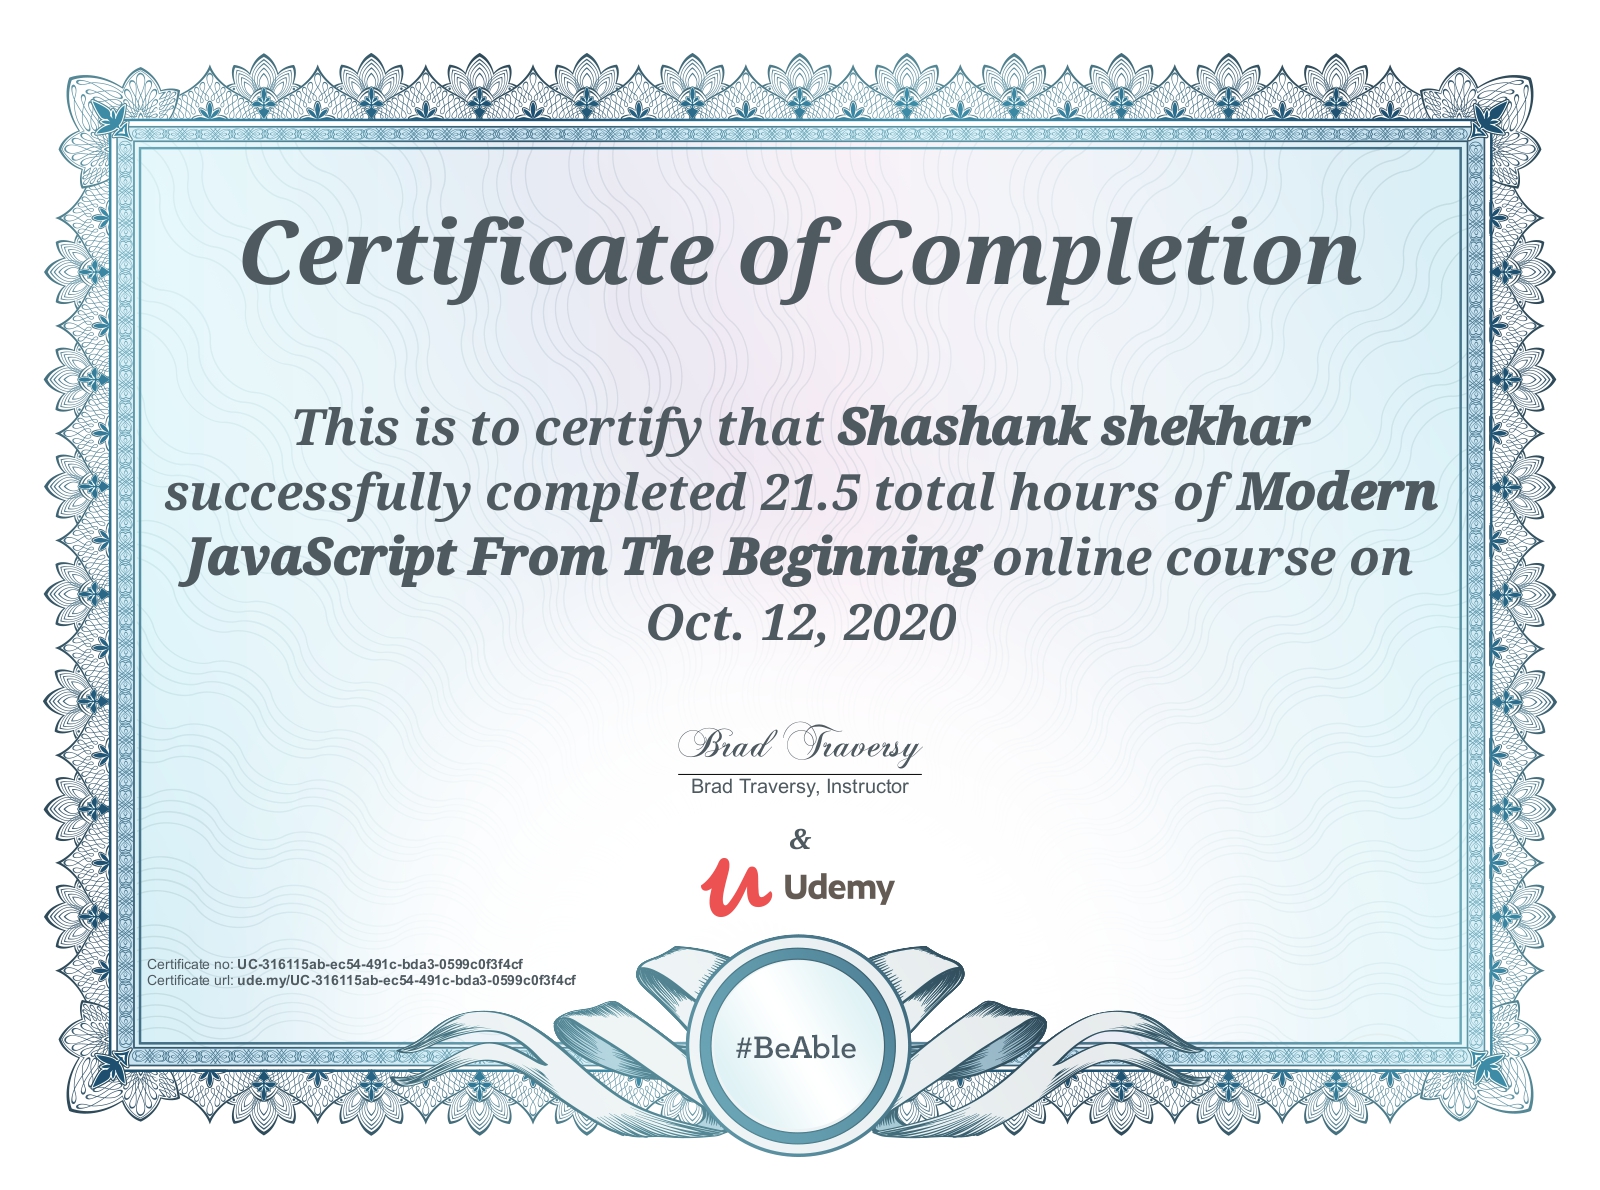 Certificate of Completion
This is to certify that Shashank shekhar
successfully completed 21.5 total hours of Modern
JavaScript From The Beginning online course on
Oct. 12, 2020
Brad Traversy
Brad Traversy, Instructor
&
Udemy
Certificate no: UC-316115ab-ec54-491c-bda3-0599c0f3f4cf
Certificate url: ude.my/UC-316115ab-ec54-491c-bda3-0599c0f3f4cf
#BeAble